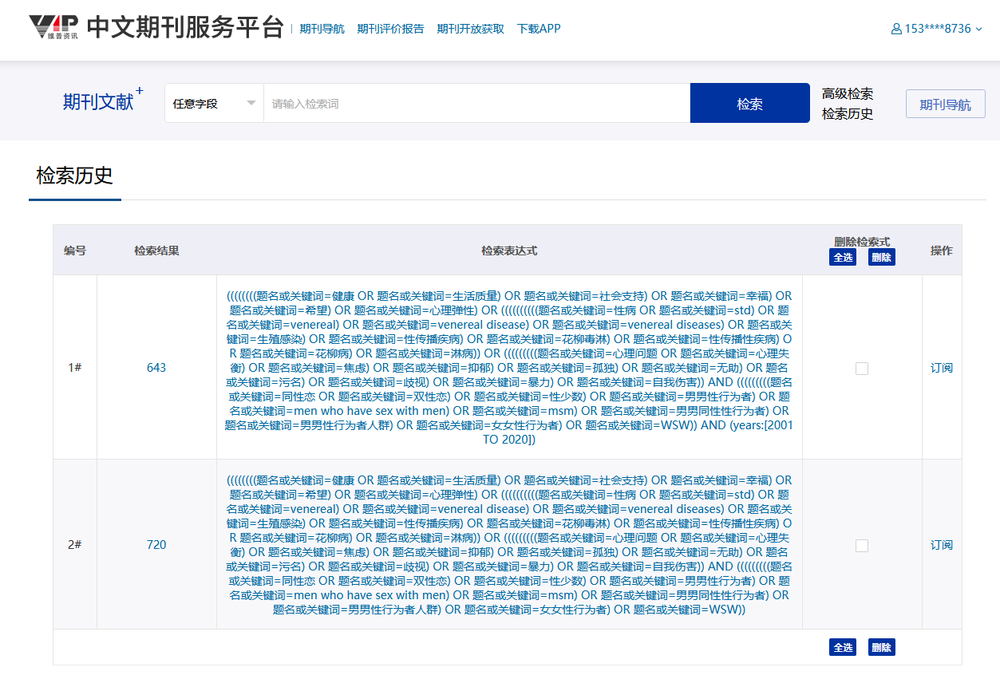 VIP 维普资讯 中文期刊服务平台 | 期刊导航 期刊评价报告 期刊开放获取 下载APP 153****8736
期刊文献+ 任意字段 请输入检索词 检索 高级检索 期刊导航
检索历史
检索历史
编号 检索结果 检索表达式 删除检索式 操作
全选 删除
((((((((题名或关键词=健康 OR 题名或关键词=生活质量) OR 题名或关键词=社会支持) OR 题名或关键词=幸福) OR
题名或关键词=希望) OR 题名或关键词=心理弹性) OR ((((((((((题名或关键词=性病 OR 题名或关键词=std) OR 题
名或关键词=venereal) OR 题名或关键词=venereal disease) OR 题名或关键词=venereal diseases) OR 题名或关
键词=生殖感染) OR 题名或关键词=性传播疾病) OR 题名或关键词=花柳毒淋) OR 题名或关键词=性传播性疾病) O
R 题名或关键词=花柳病) OR 题名或关键词=淋病)) OR (((((((((题名或关键词=心理问题 OR 题名或关键词=心理失
1# 643 衡) OR 题名或关键词=焦虑) OR 题名或关键词=抑郁) OR 题名或关键词=孤独) OR 题名或关键词=无助) OR 题名 订阅
或关键词=污名) OR 题名或关键词=歧视) OR 题名或关键词=暴力) OR 题名或关键词=自我伤害)) AND (((((((((题名
或关键词=同性恋 OR 题名或关键词=双性恋) OR 题名或关键词=性少数) OR 题名或关键词=男男性行为者) OR 题
名或关键词=men who have sex with men) OR 题名或关键词=msm) OR 题名或关键词=男男同性性行为者) OR
题名或关键词=男男性行为者人群) OR 题名或关键词=女女性行为者) OR 题名或关键词=WSW)) AND (years:[2001
TO 2020])
((((((((题名或关键词=健康 OR 题名或关键词=生活质量) OR 题名或关键词=社会支持) OR 题名或关键词=幸福) OR
题名或关键词=希望) OR 题名或关键词=心理弹性) OR ((((((((((题名或关键词=性病 OR 题名或关键词=std) OR 题
名或关键词=venereal) OR 题名或关键词=venereal disease) OR 题名或关键词=venereal diseases) OR 题名或关
键词=生殖感染) OR 题名或关键词=性传播疾病) OR 题名或关键词=花柳毒淋) OR 题名或关键词=性传播性疾病) O
R 题名或关键词=花柳病) OR 题名或关键词=淋病)) OR (((((((((题名或关键词=心理问题 OR 题名或关键词=心理失
2# 720 衡) OR 题名或关键词=焦虑) OR 题名或关键词=抑郁) OR 题名或关键词=孤独) OR 题名或关键词=无助) OR 题名 订阅
或关键词=污名) OR 题名或关键词=歧视) OR 题名或关键词=暴力) OR 题名或关键词=自我伤害)) AND (((((((((题名
或关键词=同性恋 OR 题名或关键词=双性恋) OR 题名或关键词=性少数) OR 题名或关键词=男男性行为者) OR 题
名或关键词=men who have sex with men) OR 题名或关键词=msm) OR 题名或关键词=男男同性性行为者) OR
题名或关键词=男男性行为者人群) OR 题名或关键词=女女性行为者) OR 题名或关键词=WSW))
全选 删除